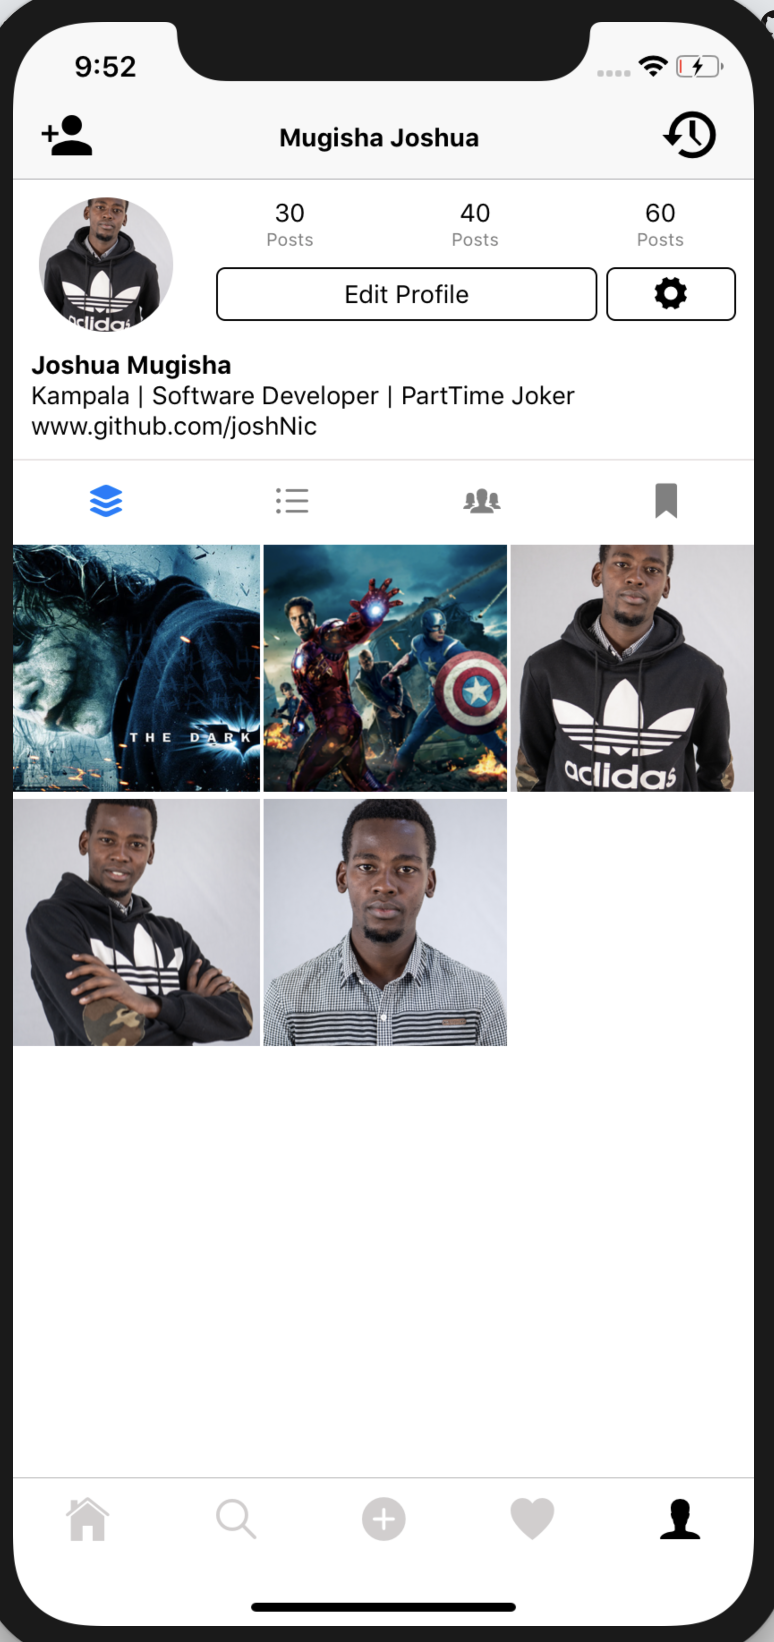 9:52
Mugisha Joshua
30 40 60
Posts Posts Posts
Edit Profile
adidas
Joshua Mugisha
Kampala | Software Developer | PartTime Joker
www.github.com/joshNic
THE DARK
adidas